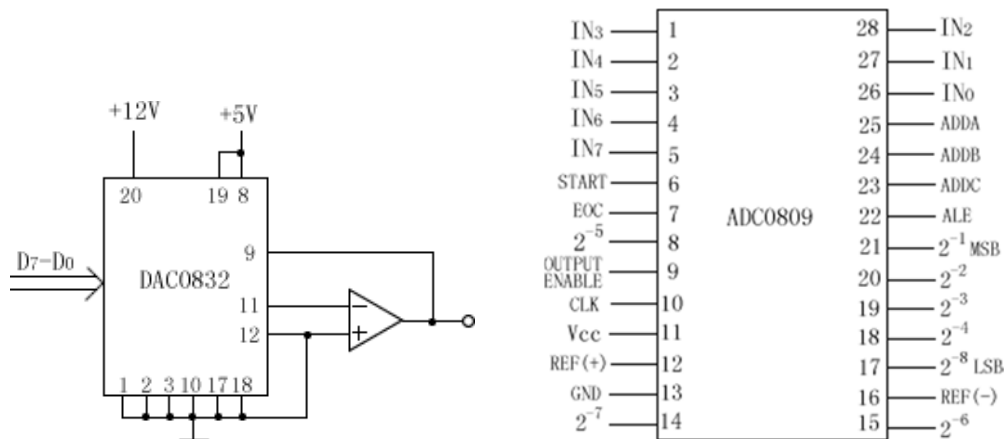 +12V +5V
20 19 8
9
D7-D0
DAC0832
11
12
1 2 3 10 17 18
− +
IN3 1 28 IN2
IN4 2 27 IN1
IN5 3 26 IN0
IN6 4 25 ADDA
IN7 5 24 ADDB
START 6 23 ADDC
ADC0809
EOC 7 22 ALE
2⁻⁵ 8 21 2⁻¹ MSB
OUTPUT
ENABLE 9 20 2⁻²
CLK 10 19 2⁻³
Vcc 11 18 2⁻⁴
REF(+) 12 17 2⁻⁸ LSB
GND 13 16 REF(−)
2⁻⁷ 14 15 2⁻⁶